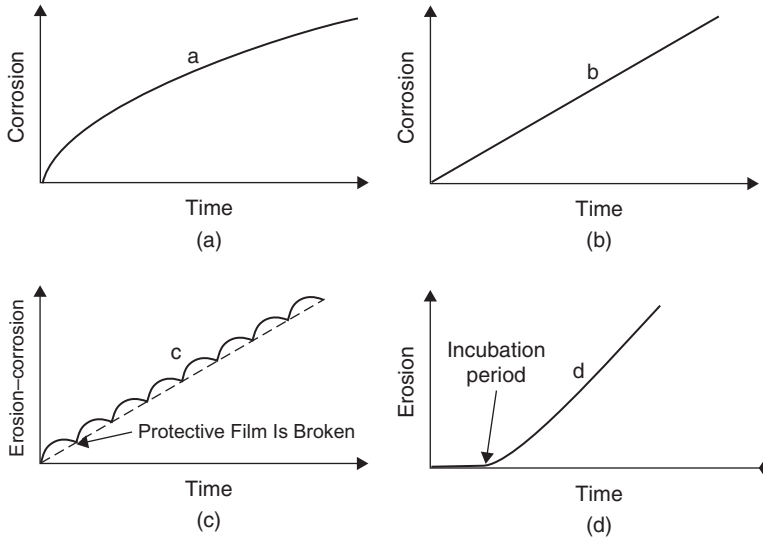 Corrosion
a
Time
(a)
Corrosion
b
Time
(b)
Erosion–corrosion
c
Protective Film Is Broken
Time
(c)
Erosion
Incubation
period
d
Time
(d)